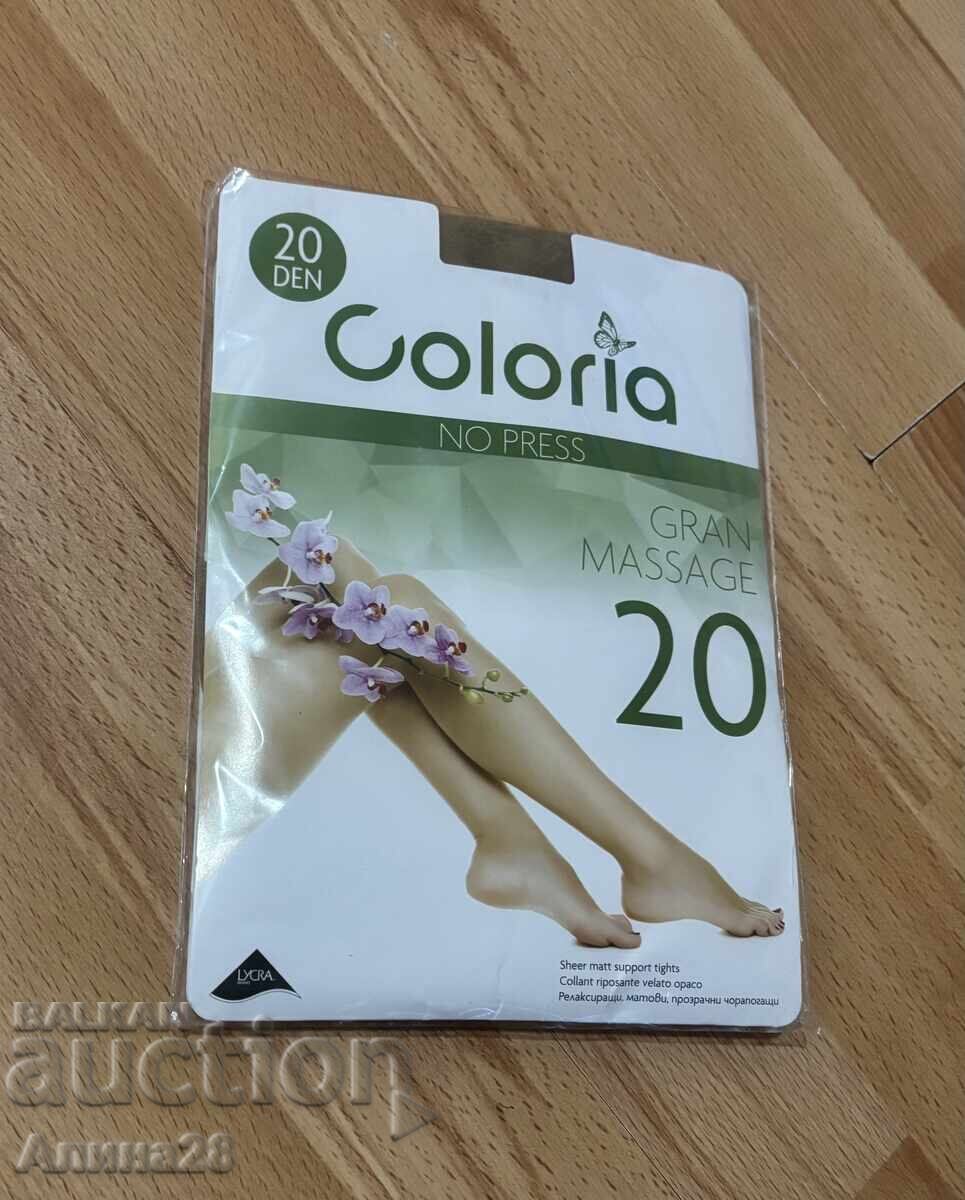 20
DEN
Coloria
NO PRESS
GRAN
MASSAGE
20
LYCRA
Sheer matt support tights
Collant riposante velato opaco
Релаксиращи, матови, прозрачни чорапогащи
BALKAN
auction
Алина28